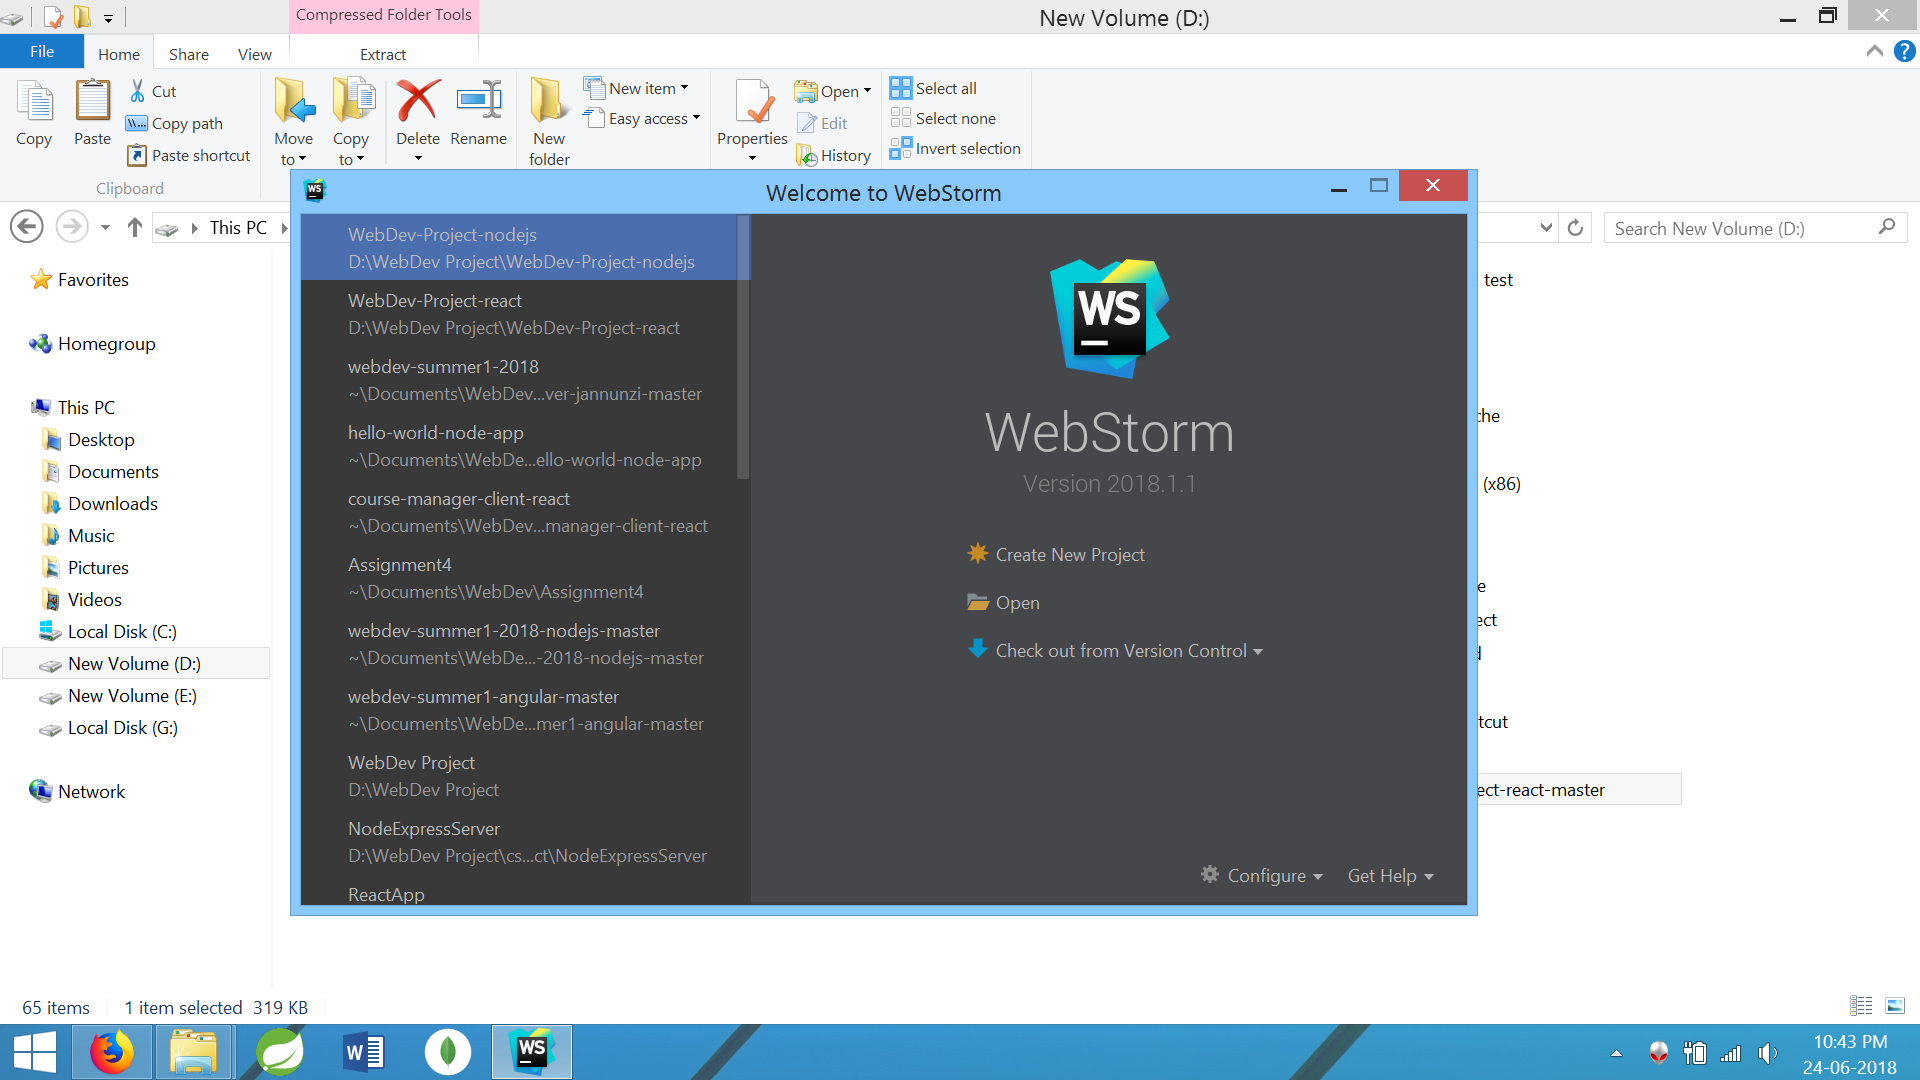 Compressed Folder Tools
New Volume (D:)
File
Home
Share
View
Extract
Copy
Paste
Cut
Copy path
Paste shortcut
Clipboard
Move
to
Copy
to
Delete
Rename
New
folder
New item
Easy access
Properties
Open
Edit
History
Select all
Select none
Invert selection
This PC
Search New Volume (D:)
Favorites
Homegroup
This PC
Desktop
Documents
Downloads
Music
Pictures
Videos
Local Disk (C:)
New Volume (D:)
New Volume (E:)
Local Disk (G:)
Network
WS
Welcome to WebStorm
WebDev-Project-nodejs
D:\WebDev Project\WebDev-Project-nodejs
WebDev-Project-react
D:\WebDev Project\WebDev-Project-react
webdev-summer1-2018
~\Documents\WebDev...ver-jannunzi-master
hello-world-node-app
~\Documents\WebDe...ello-world-node-app
course-manager-client-react
~\Documents\WebDev...manager-client-react
Assignment4
~\Documents\WebDev\Assignment4
webdev-summer1-2018-nodejs-master
~\Documents\WebDe...-2018-nodejs-master
webdev-summer1-angular-master
~\Documents\WebDe...mer1-angular-master
WebDev Project
D:\WebDev Project
NodeExpressServer
D:\WebDev Project\cs...ct\NodeExpressServer
ReactApp
WS
WebStorm
Version 2018.1.1
Create New Project
Open
Check out from Version Control
Configure
Get Help
test
che
(x86)
e
ect
tcut
ect-react-master
65 items
1 item selected 319 KB
W
WS
10:43 PM
24-06-2018